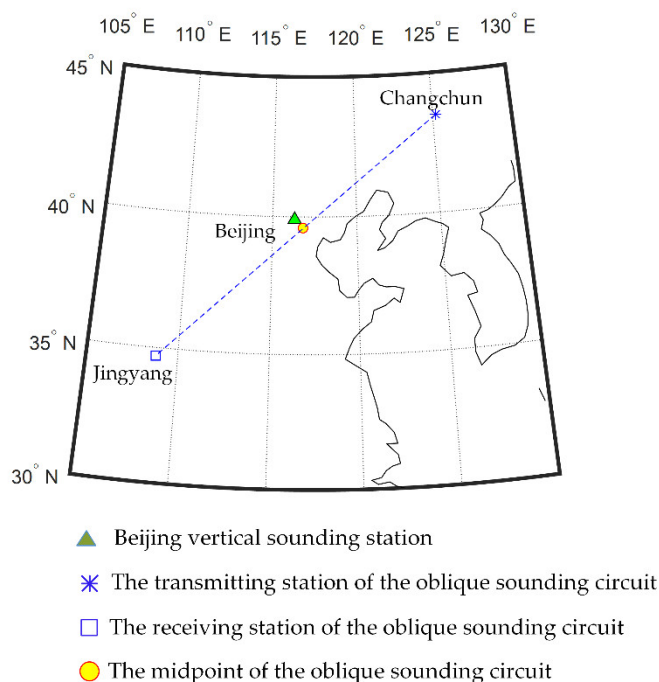 105° E 110° E 115° E 120° E 125° E 130° E
45° N
Changchun
40° N
Beijing
35° N
Jingyang
30° N
Beijing vertical sounding station
The transmitting station of the oblique sounding circuit
The receiving station of the oblique sounding circuit
The midpoint of the oblique sounding circuit